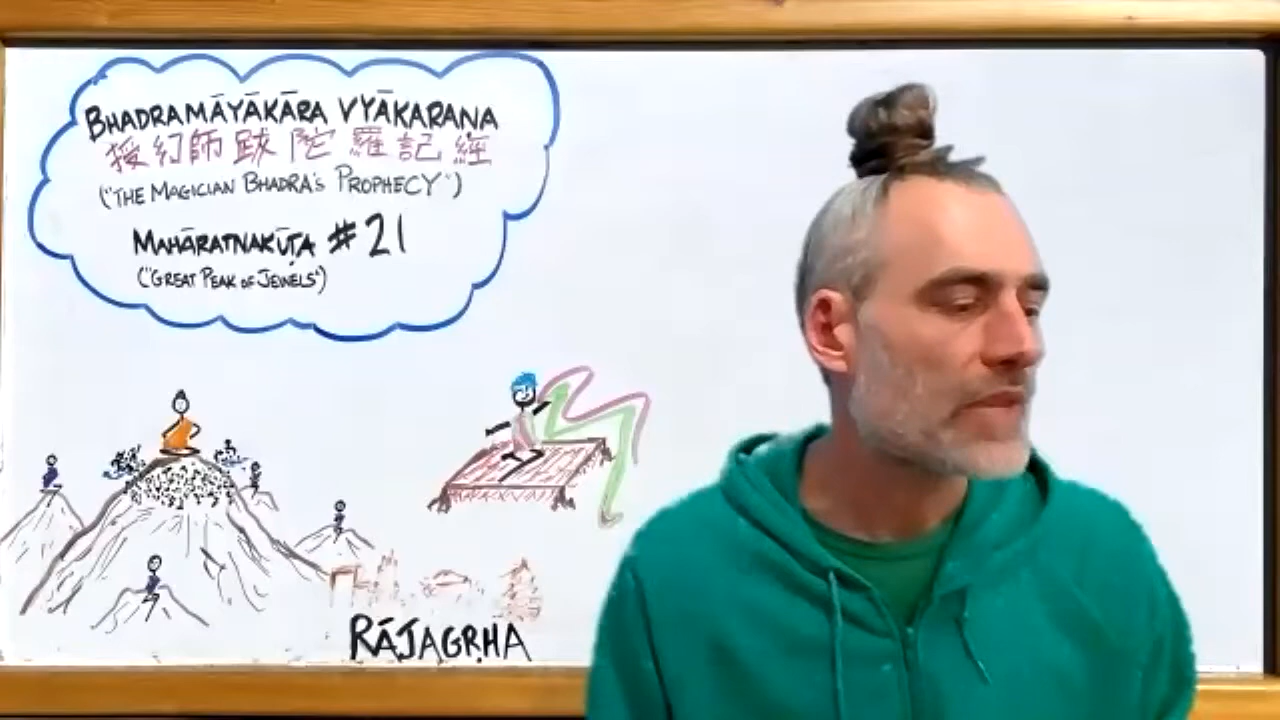 BHADRAMĀYĀKĀRA VYĀKARANA
授幻師跋陀羅記經
("THE MAGICIAN BHADRA'S PROPHECY")
MAHĀRATNAKŪṬA #21
("GREAT PEAK OF JEWELS")
RĀJAGṚHA